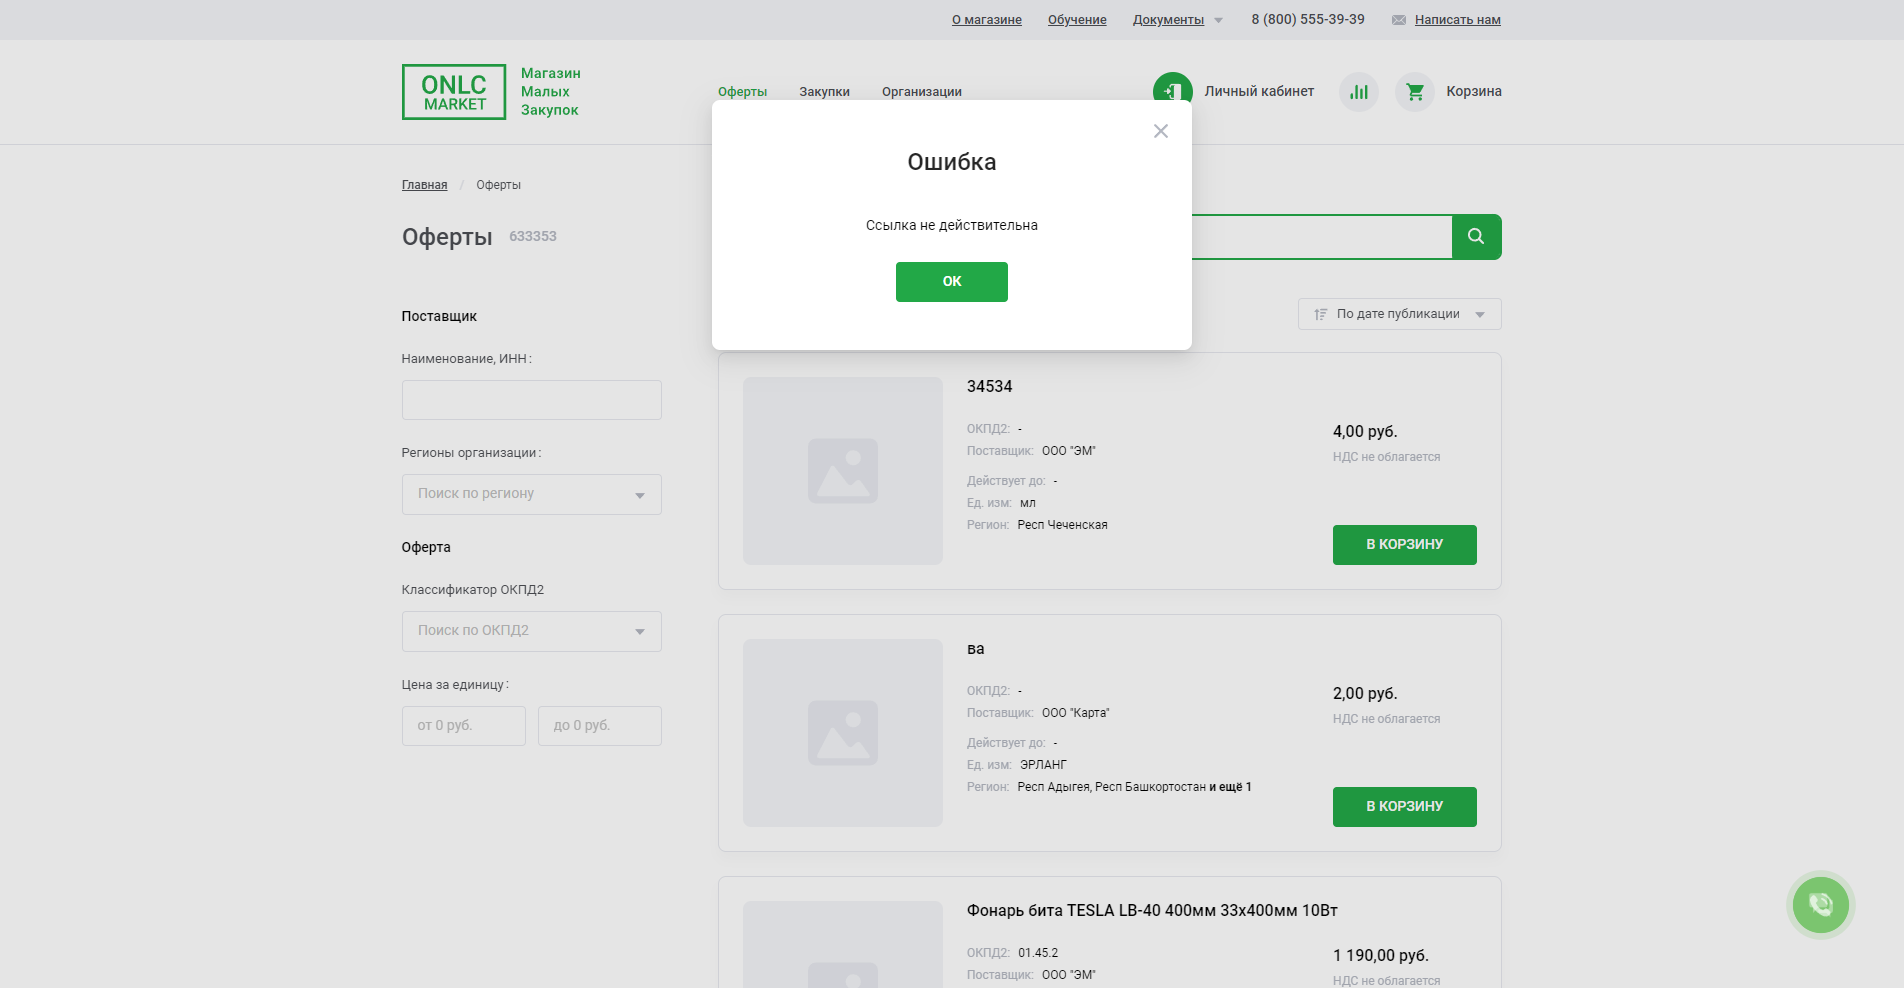 О магазине Обучение Документы 8 (800) 555-39-39 Написать нам
ONLC
MARKET
Магазин
Малых
Закупок
Оферты Закупки Организации Личный кабинет Корзина
Ошибка
Ссылка не действительна
ОК
Главная / Оферты
Оферты 633353
По дате публикации
Поставщик
Наименование, ИНН:
Регионы организации:
Поиск по региону
Оферта
Классификатор ОКПД2
Поиск по ОКПД2
Цена за единицу:
от 0 руб. до 0 руб.
34534
ОКПД2: -
Поставщик: ООО "ЭМ"
Действует до: -
Ед. изм: мл
Регион: Респ Чеченская
4,00 руб.
НДС не облагается
В КОРЗИНУ
ва
ОКПД2: -
Поставщик: ООО "Карта"
Действует до: -
Ед. изм: ЭРЛАНГ
Регион: Респ Адыгея, Респ Башкортостан и ещё 1
2,00 руб.
НДС не облагается
В КОРЗИНУ
Фонарь бита TESLA LB-40 400мм 33х400мм 10Вт
ОКПД2: 01.45.2
Поставщик: ООО "ЭМ"
1 190,00 руб.
НДС не облагается